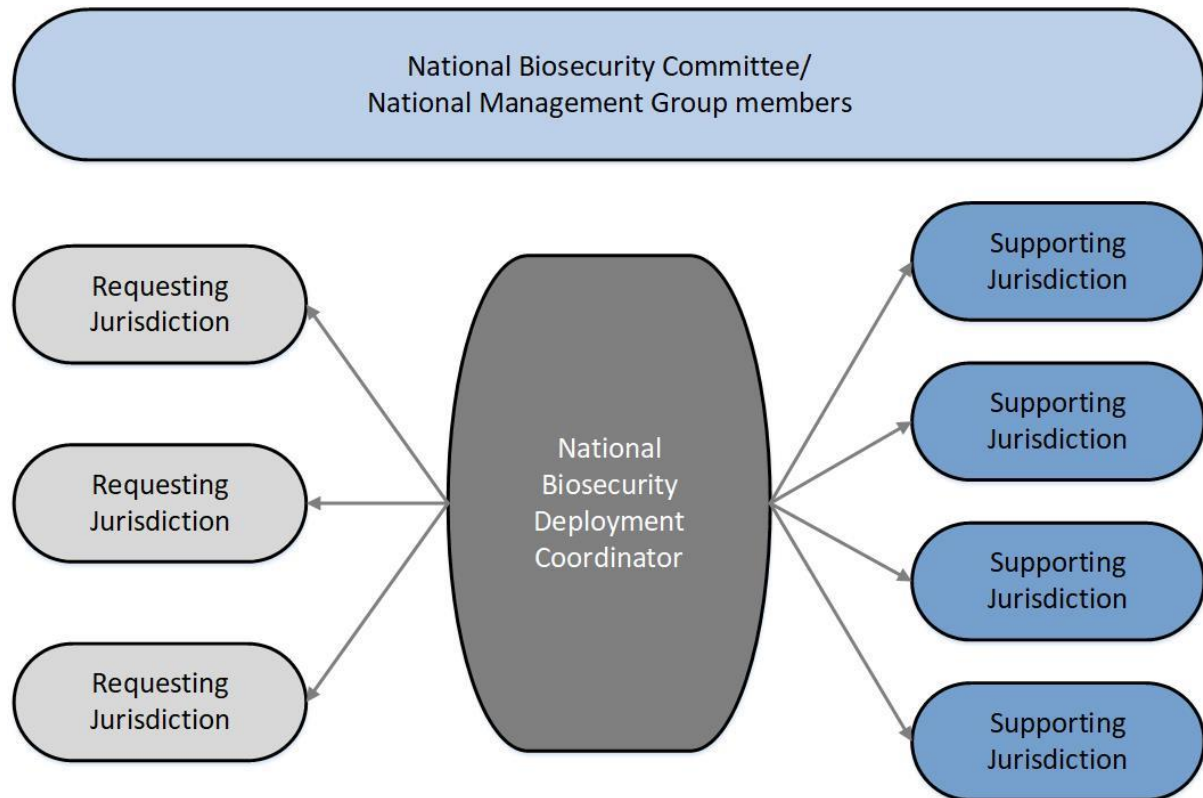 National Biosecurity Committee/
National Management Group members
Requesting
Jurisdiction
Requesting
Jurisdiction
Requesting
Jurisdiction
National
Biosecurity
Deployment
Coordinator
Supporting
Jurisdiction
Supporting
Jurisdiction
Supporting
Jurisdiction
Supporting
Jurisdiction